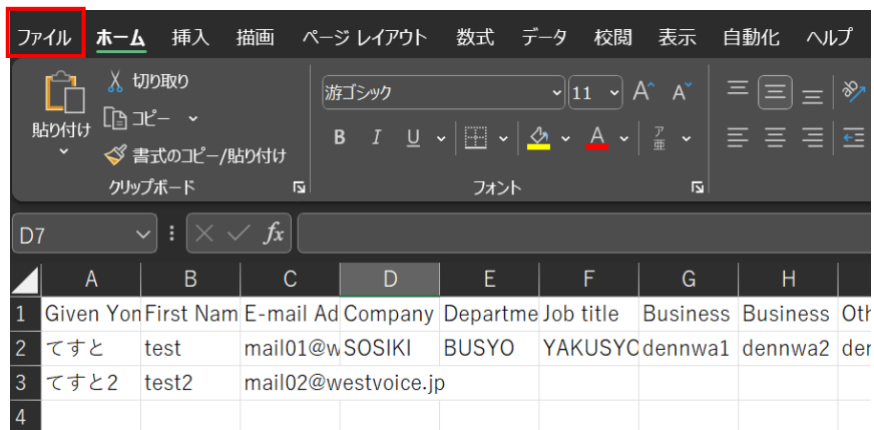 ファイル ホーム 挿入 描画 ページ レイアウト 数式 データ 校閲 表示 自動化 ヘルプ
貼り付け
切り取り
コピー
書式のコピー/貼り付け
クリップボード
游ゴシック 11 A A
B I U A ア亜
フォント
D7 fx
A B C D E F G H
1 Given Yon First Nam E-mail Ad Company Departme Job title Business Business Oth
2 てすと test mail01@w SOSIKI BUSYO YAKUSYO dennwa1 dennwa2 den
3 てすと2 test2 mail02@westvoice.jp
4